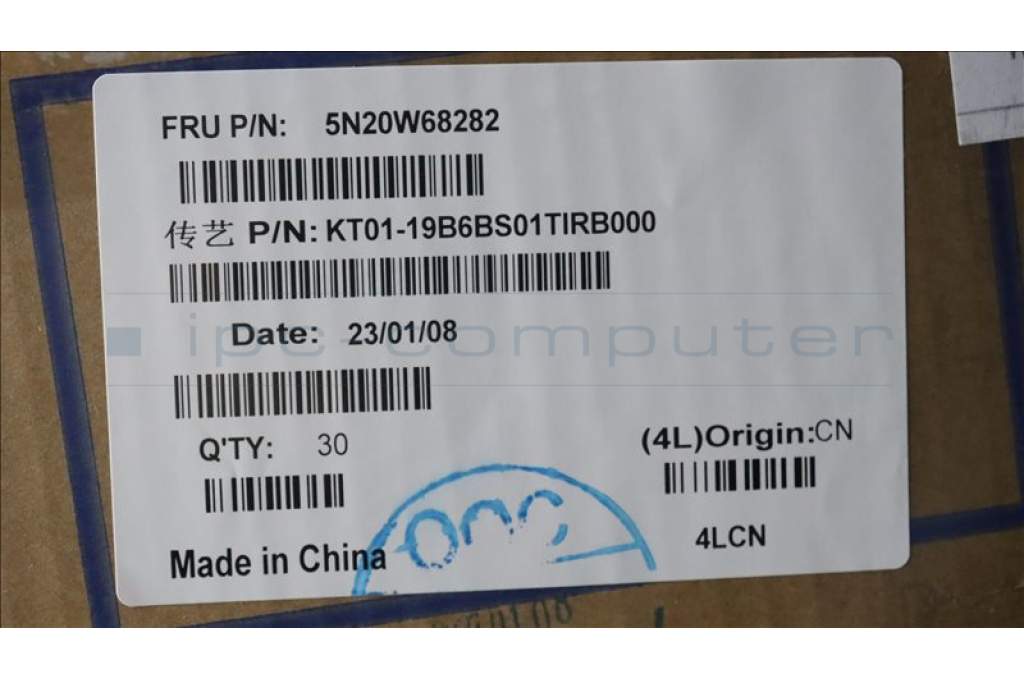 FRU P/N: 5N20W68282
传艺 P/N: KT01-19B6BS01TIRB000
Date: 23/01/08
ipc-computer
Q'TY: 30
(4L)Origin:CN
4LCN
Made in China